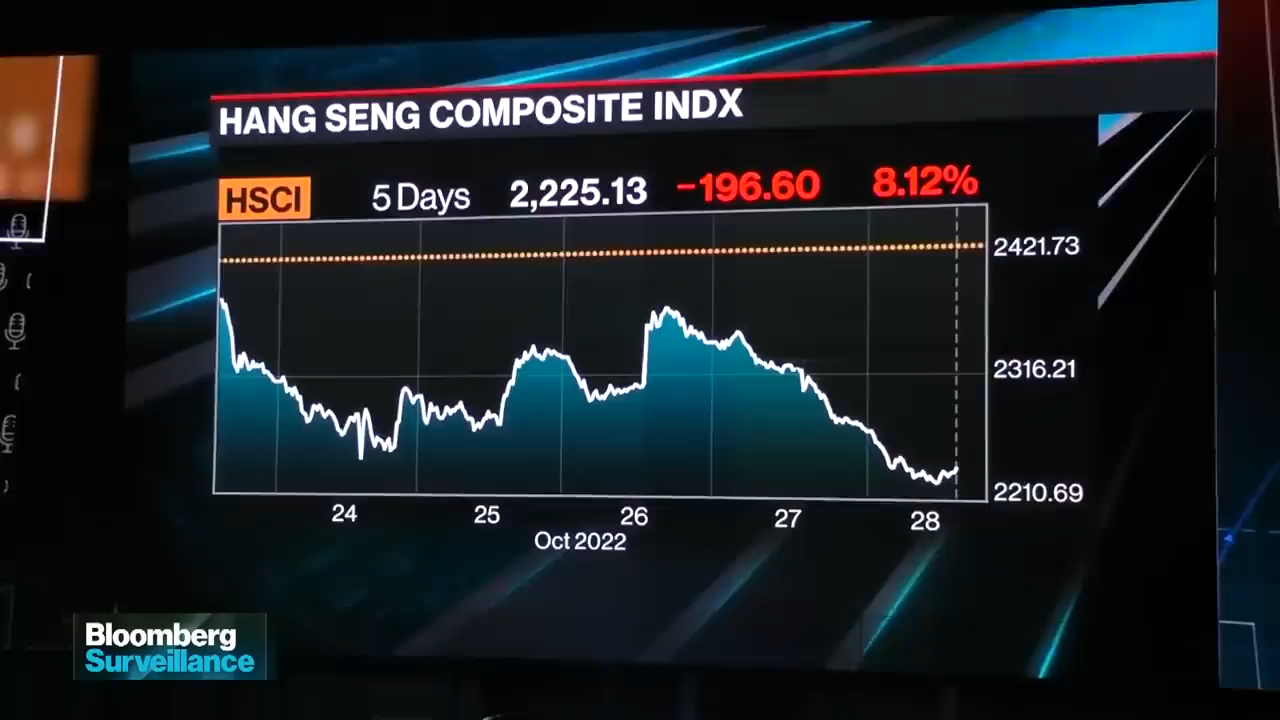 HANG SENG COMPOSITE INDX
HSCI 5 Days 2,225.13 −196.60 8.12%
2421.73
2316.21
2210.69
24 25 26 27 28
Oct 2022
Bloomberg
Surveillance